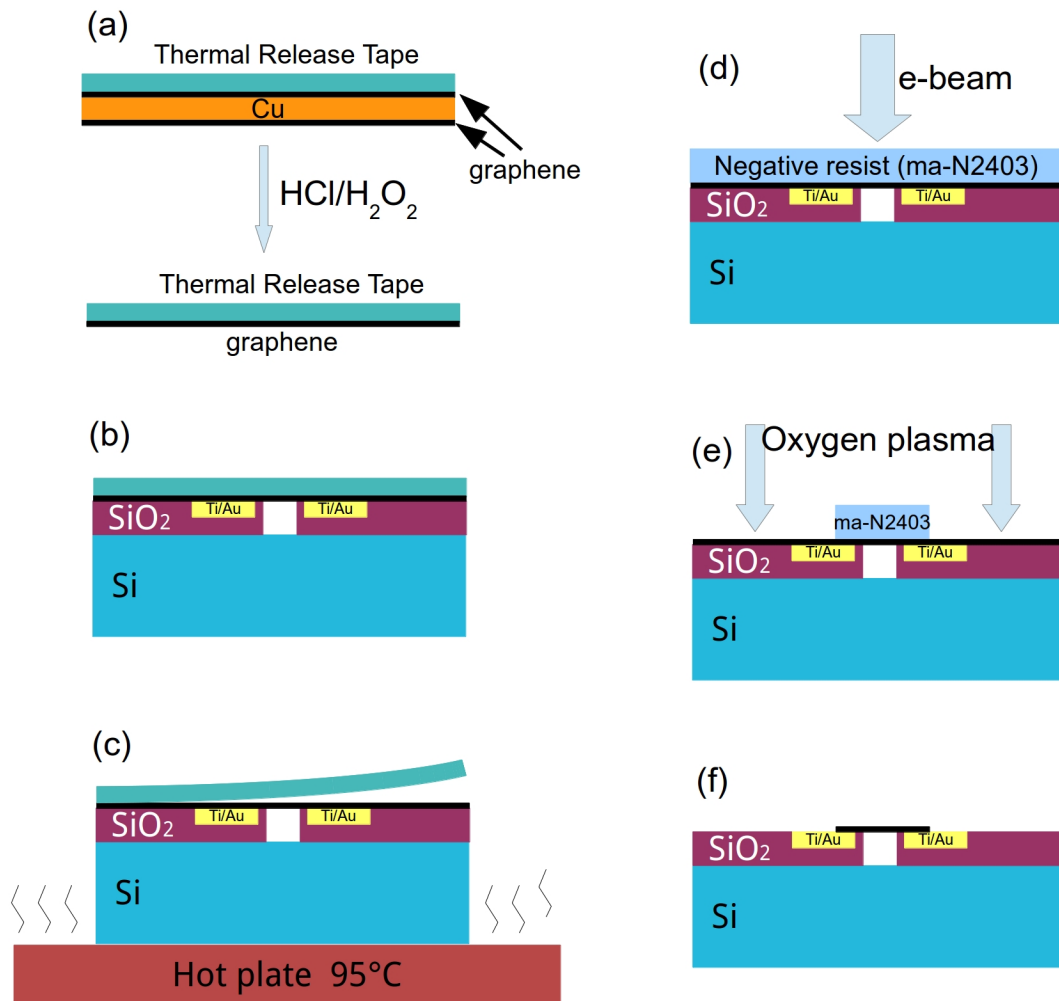 (a)
Thermal Release Tape
Cu
graphene
HCl/H₂O₂
Thermal Release Tape
graphene
(b)
Ti/Au Ti/Au
SiO₂
Si
(c)
Ti/Au Ti/Au
SiO₂
Si
Hot plate 95°C
(d)
e-beam
Negative resist (ma-N2403)
Ti/Au Ti/Au
SiO₂
Si
(e)
Oxygen plasma
ma-N2403
Ti/Au Ti/Au
SiO₂
Si
(f)
Ti/Au Ti/Au
SiO₂
Si